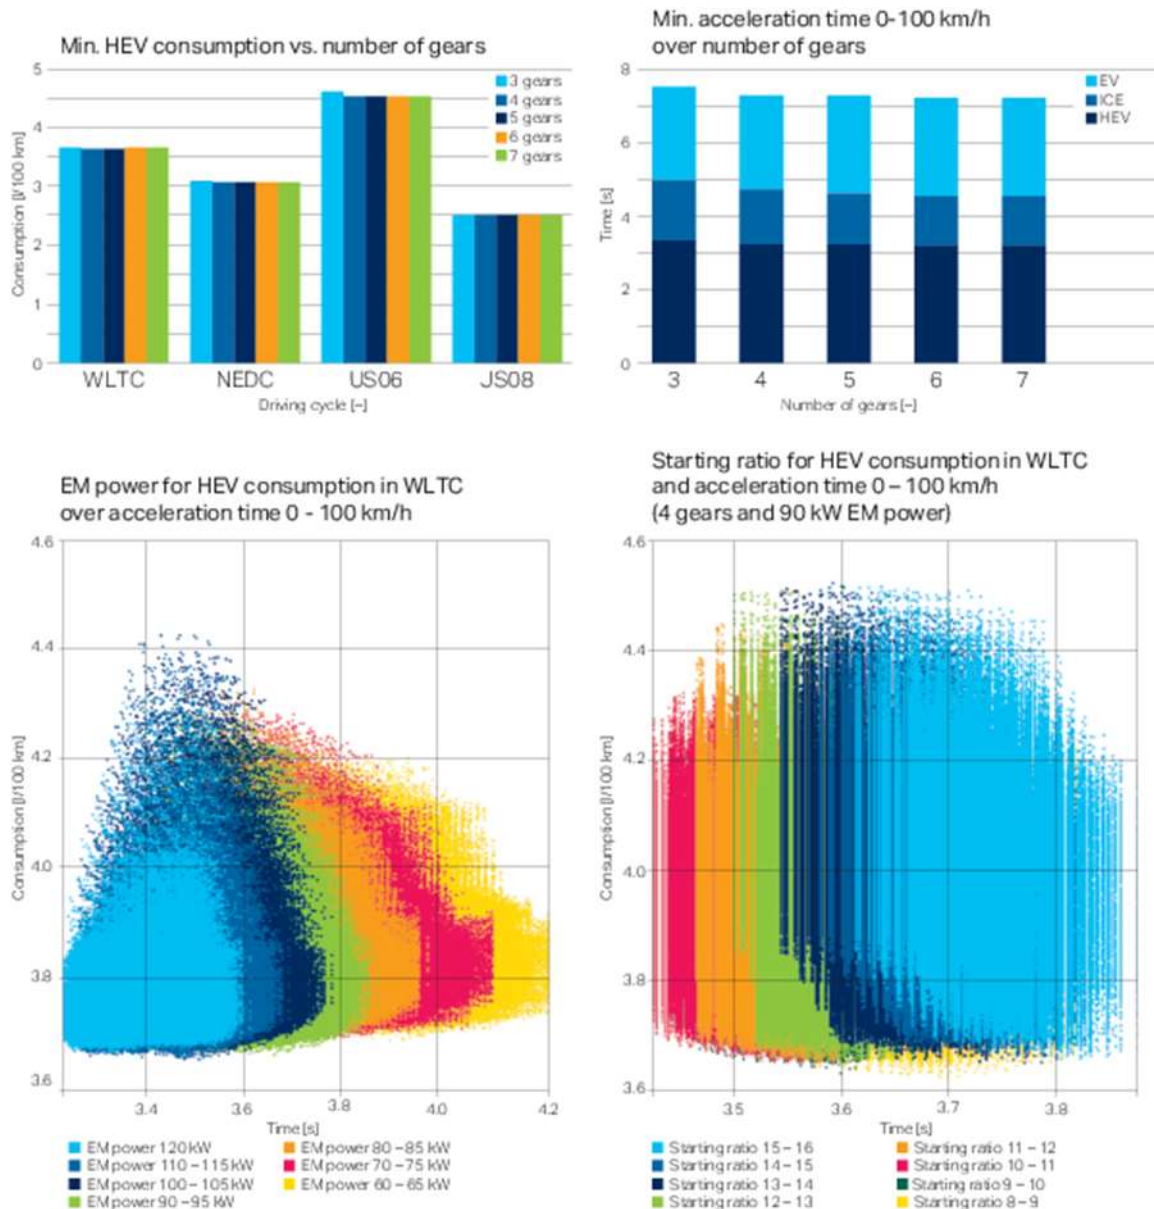 Min. HEV consumption vs. number of gears
5
4
3
2
1
0
Consumption [l/100 km]
3 gears
4 gears
5 gears
6 gears
7 gears
WLTC NEDC US06 JS08
Driving cycle [–]
Min. acceleration time 0-100 km/h
over number of gears
8
6
4
2
0
Time [s]
EV
ICE
HEV
3 4 5 6 7
Number of gears [–]
EM power for HEV consumption in WLTC
over acceleration time 0 - 100 km/h
4.6
4.4
4.2
4.0
3.8
3.6
Consumption [l/100 km]
3.4 3.6 3.8 4.0 4.2
Time [s]
EM power 120 kW
EM power 110 – 115 kW
EM power 100 – 105 kW
EM power 90 – 95 kW
EM power 80 – 85 kW
EM power 70 – 75 kW
EM power 60 – 65 kW
Starting ratio for HEV consumption in WLTC
and acceleration time 0 – 100 km/h
(4 gears and 90 kW EM power)
4.6
4.4
4.2
4.0
3.8
3.6
Consumption [l/100 km]
3.5 3.6 3.7 3.8
Time [s]
Starting ratio 15 – 16
Starting ratio 14 – 15
Starting ratio 13 – 14
Starting ratio 12 – 13
Starting ratio 11 – 12
Starting ratio 10 – 11
Starting ratio 9 – 10
Starting ratio 8 – 9